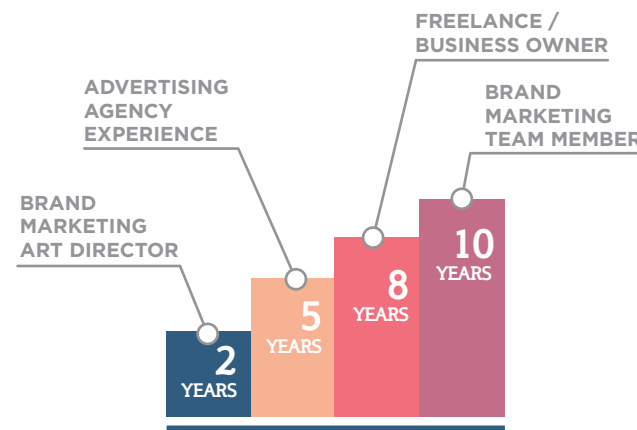 FREELANCE /
BUSINESS OWNER
ADVERTISING
AGENCY
EXPERIENCE
BRAND
MARKETING
TEAM MEMBER
BRAND
MARKETING
ART DIRECTOR
10
YEARS
8
YEARS
5
YEARS
2
YEARS